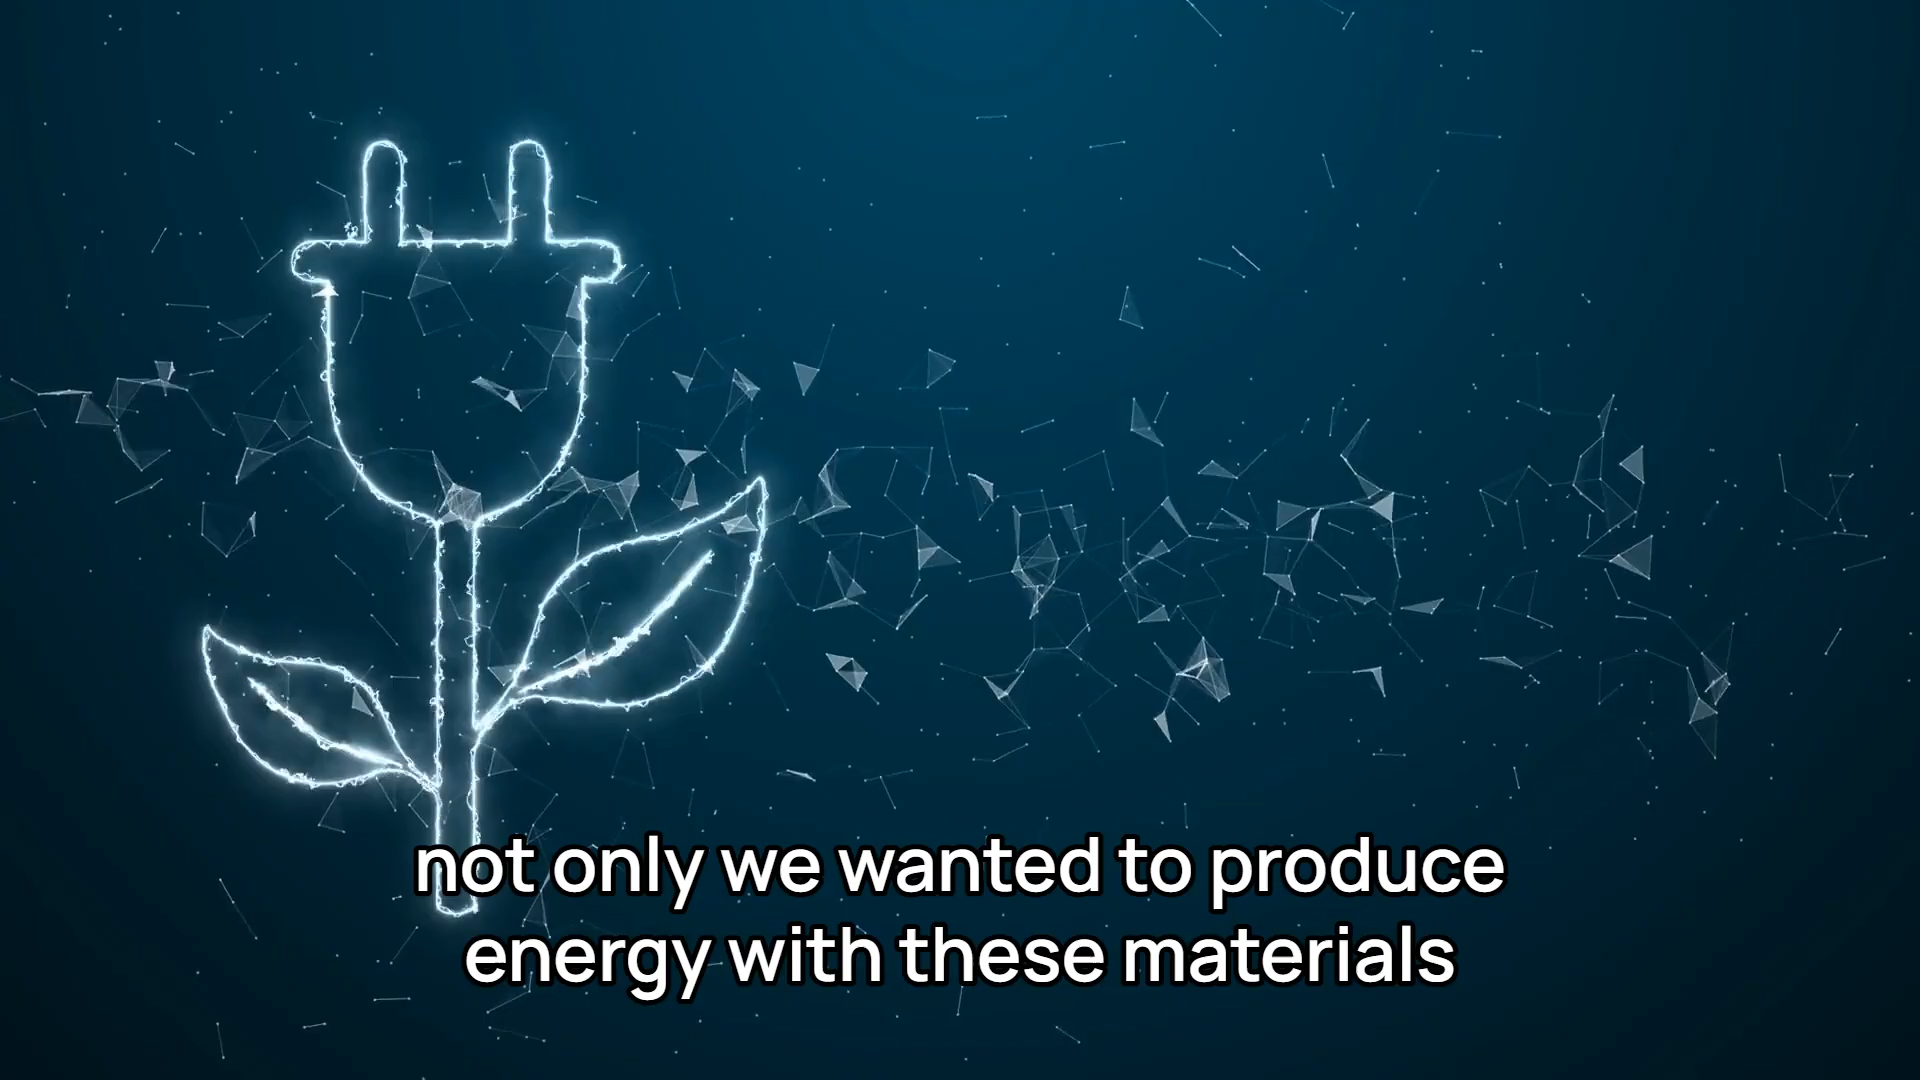 not only we wanted to produce
energy with these materials